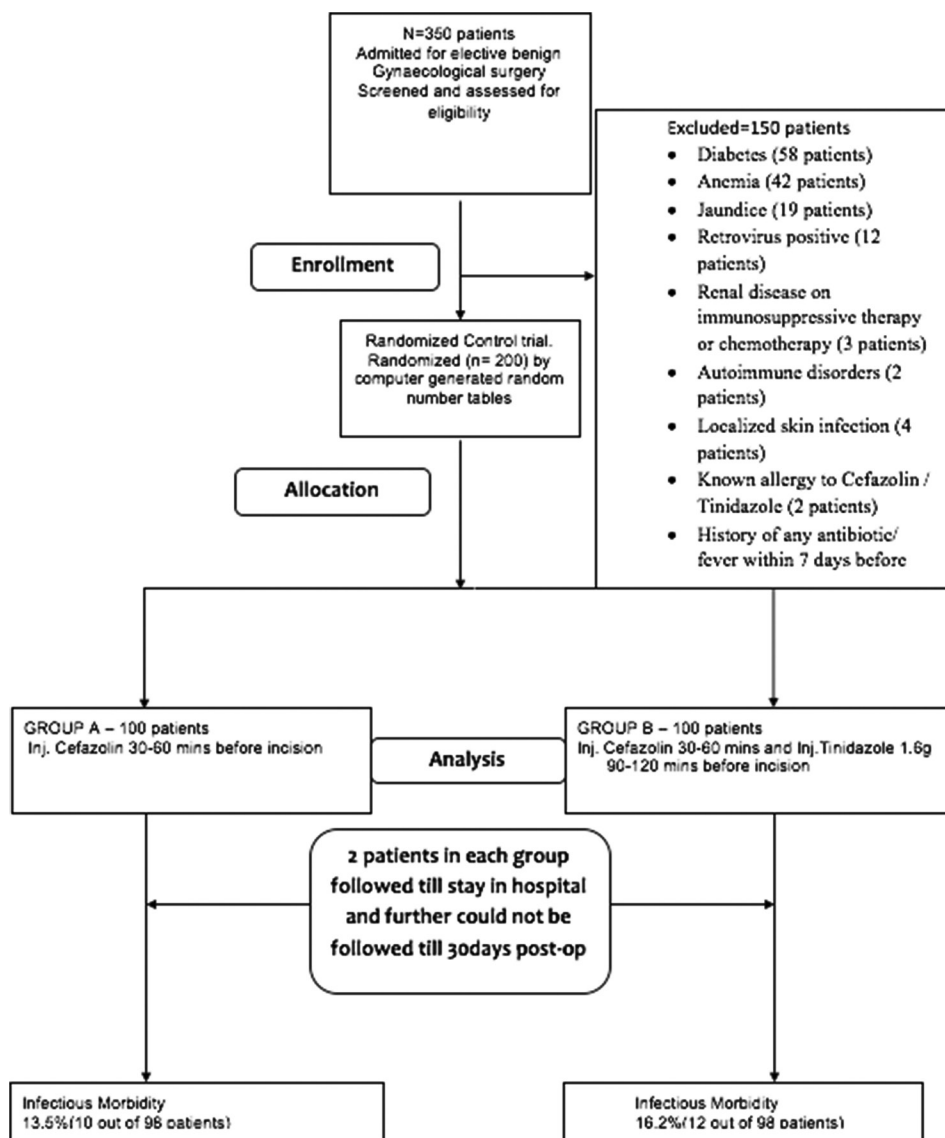 N=350 patients
Admitted for elective benign
Gynaecological surgery
Screened and assessed for
eligibility
Excluded=150 patients
• Diabetes (58 patients)
• Anemia (42 patients)
• Jaundice (19 patients)
• Retrovirus positive (12
patients)
• Renal disease on
immunosuppressive therapy
or chemotherapy (3 patients)
• Autoimmune disorders (2
patients)
• Localized skin infection (4
patients)
• Known allergy to Cefazolin /
Tinidazole (2 patients)
• History of any antibiotic/
fever within 7 days before
Enrollment
Randomized Control trial.
Randomized (n= 200) by
computer generated random
number tables
Allocation
GROUP A – 100 patients
Inj. Cefazolin 30-60 mins before incision
Analysis
GROUP B – 100 patients
Inj. Cefazolin 30-60 mins and Inj.Tinidazole 1.6g
90-120 mins before incision
2 patients in each group
followed till stay in hospital
and further could not be
followed till 30days post-op
Infectious Morbidity
13.5%(10 out of 98 patients)
Infectious Morbidity
16.2%(12 out of 98 patients)